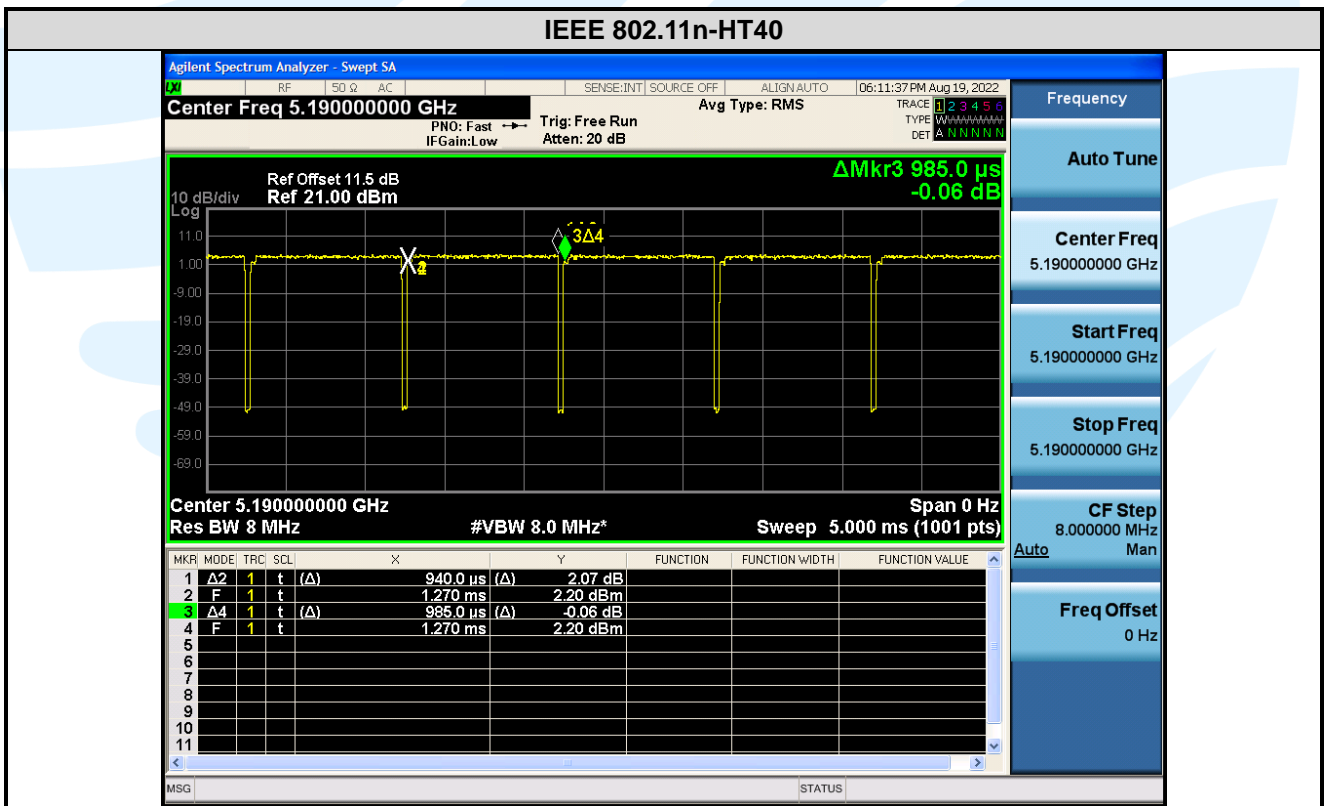 IEEE 802.11n-HT40
Agilent Spectrum Analyzer - Swept SA
LXI RF 50 Ω AC SENSE:INT SOURCE OFF ALIGN AUTO 06:11:37 PM Aug 19, 2022
Center Freq 5.190000000 GHz
Avg Type: RMS
TRACE 1 2 3 4 5 6
PNO: Fast
Trig: Free Run
TYPE
IFGain:Low
Atten: 20 dB
DET A N N N N N
ΔMkr3 985.0 µs
-0.06 dB
Ref Offset 11.5 dB
10 dB/div Ref 21.00 dBm
Log
11.0
1.00
-9.00
-19.0
-29.0
-39.0
-49.0
-59.0
-69.0
3Δ4
Center 5.190000000 GHz
Span 0 Hz
Res BW 8 MHz
#VBW 8.0 MHz*
Sweep 5.000 ms (1001 pts)
MKR MODE TRC SCL X Y FUNCTION FUNCTION WIDTH FUNCTION VALUE
1 Δ2 1 t (Δ) 940.0 µs (Δ) 2.07 dB
2 F 1 t 1.270 ms 2.20 dBm
3 Δ4 1 t (Δ) 985.0 µs (Δ) -0.06 dB
4 F 1 t 1.270 ms 2.20 dBm
5
6
7
8
9
10
11
MSG
STATUS
Frequency
Auto Tune
Center Freq
5.190000000 GHz
Start Freq
5.190000000 GHz
Stop Freq
5.190000000 GHz
CF Step
8.000000 MHz
Auto Man
Freq Offset
0 Hz